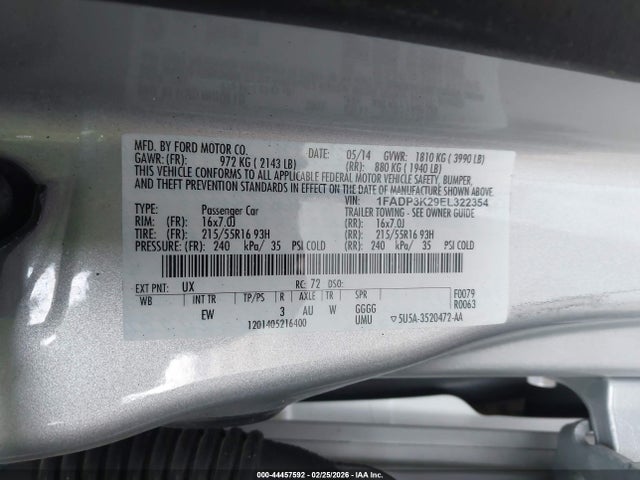 MFD. BY FORD MOTOR CO.
DATE: 05/14 GVWR: 1810 KG ( 3990 LB)
GAWR: (FR): 972 KG ( 2143 LB) (RR): 880 KG ( 1940 LB)
THIS VEHICLE CONFORMS TO ALL APPLICABLE FEDERAL MOTOR VEHICLE SAFETY, BUMPER,
AND THEFT PREVENTION STANDARDS IN EFFECT ON THE DATE OF MANUFACTURE SHOWN ABOVE.
VIN: 1FADP3K29EL322354
TYPE: Passenger Car TRAILER TOWING - SEE OWNER GUIDE
RIM: (FR): 16x7.0J (RR): 16x7.0J
TIRE: (FR): 215/55R16 93H (RR): 215/55R16 93H
PRESSURE: (FR): 240 kPa/ 35 PSI COLD (RR): 240 kPa/ 35 PSI COLD
EXT PNT: UX RC: 72 DSO:
WB INT TR TP/PS R AXLE TR SPR F0079
EW 3 AU W GGGG R0063
1201405216400 UMU ▽5U5A-3520472-AA
000-44457592 | 02/25/2026 - COPYRIGHT IAA, LLC